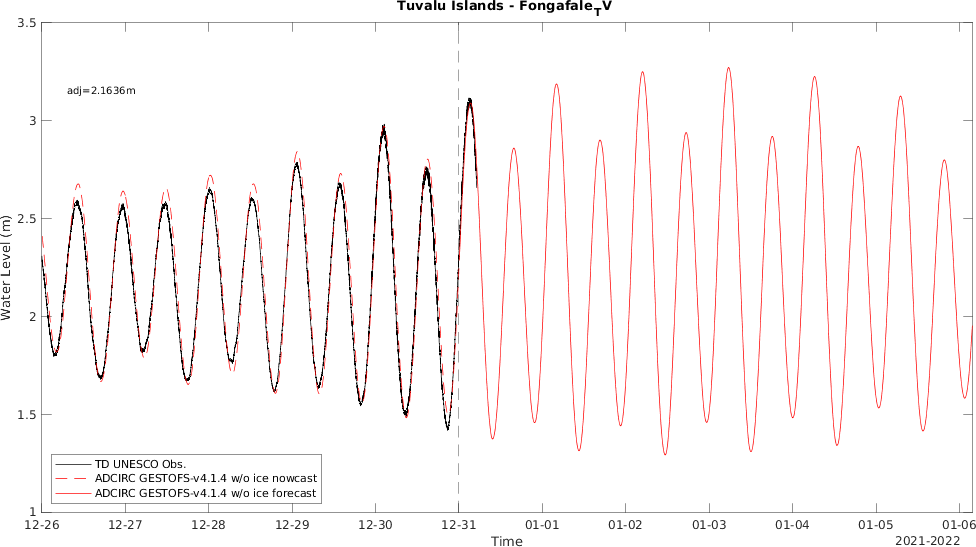 Tuvalu Islands - Fongafale_TV
3.5
adj=2.1636m
3
2.5
Water Level (m)
2
1.5
TD UNESCO Obs.
ADCIRC GESTOFS-v4.1.4 w/o ice nowcast
ADCIRC GESTOFS-v4.1.4 w/o ice forecast
1
12-26 12-27 12-28 12-29 12-30 12-31 01-01 01-02 01-03 01-04 01-05 01-06
Time
2021-2022